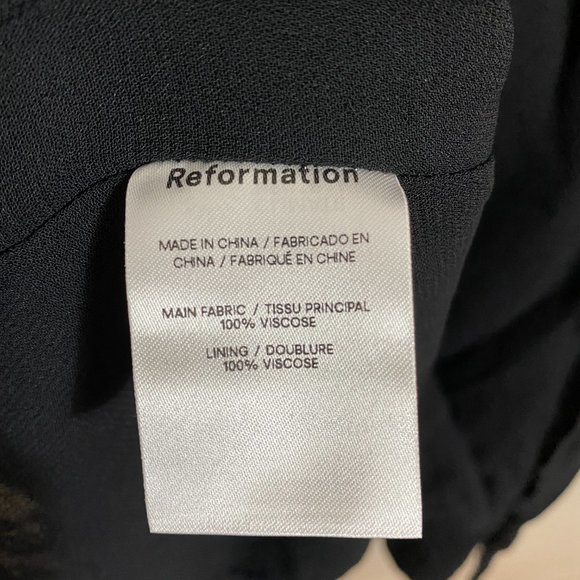 Reformation
MADE IN CHINA / FABRICADO EN
CHINA / FABRIQUÉ EN CHINE
MAIN FABRIC / TISSU PRINCIPAL
100% VISCOSE
LINING / DOUBLURE
100% VISCOSE